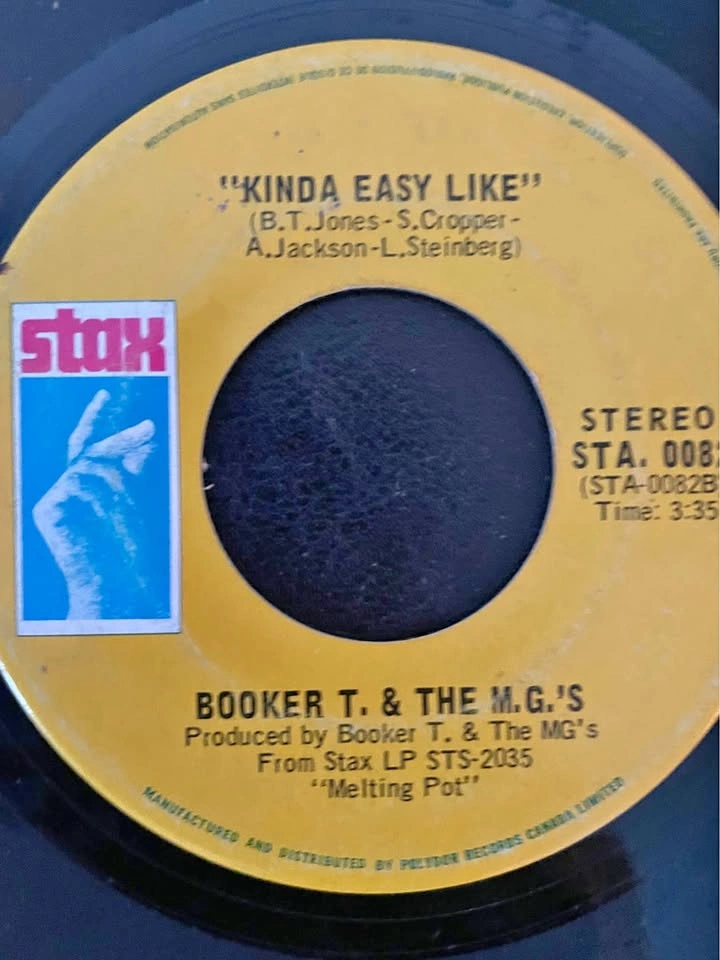 "KINDA EASY LIKE"
(B.T.Jones-S.Cropper-
A.Jackson-L.Steinberg)
stax
STEREO
STA. 008
(STA-0082B
Time: 3:35
BOOKER T. & THE M.G.'S
Produced by Booker T. & The MG's
From Stax LP STS-2035
"Melting Pot"
MANUFACTURED AND DISTRIBUTED BY POLYDOR RECORDS CANADA LIMITED